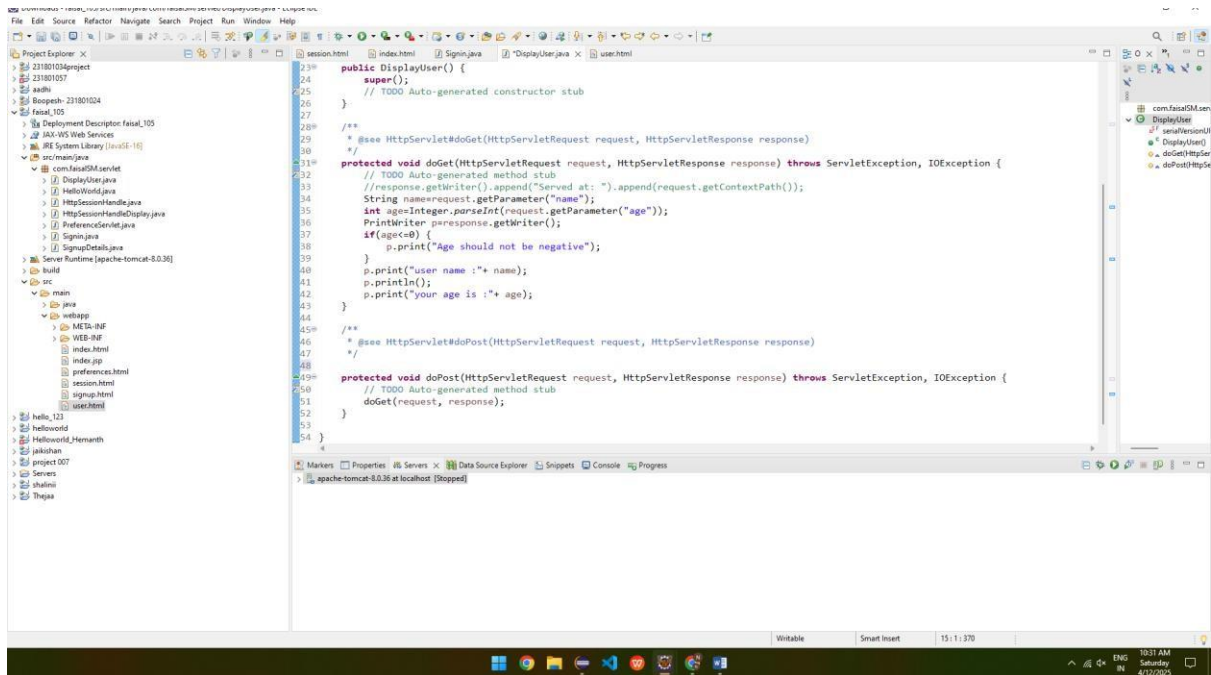 File Edit Source Refactor Navigate Search Project Run Window Help
Project Explorer
231801034project
231801057
aadhi
Boopesh- 231801024
faisal_105
Deployment Descriptor: faisal_105
JAX-WS Web Services
JRE System Library [JavaSE-16]
src/main/java
com.faisalSM.servlet
DisplayUser.java
HelloWorld.java
HttpSessionHandle.java
HttpSessionHandleDisplay.java
PreferenceServlet.java
Signin.java
SignupDetails.java
Server Runtime [apache-tomcat-8.0.36]
build
src
main
java
webapp
META-INF
WEB-INF
index.html
index.jsp
preferences.html
session.html
signup.html
user.html
hello_123
helloworld
Helloworld_Hemanth
jaikishan
project 007
Servers
shalinii
Thejaa
session.html index.html Signin.java *DisplayUser.java user.html
23 public DisplayUser() {
24 super();
25 // TODO Auto-generated constructor stub
26 }
27
28 /**
29 * @see HttpServlet#doGet(HttpServletRequest request, HttpServletResponse response)
30 */
31 protected void doGet(HttpServletRequest request, HttpServletResponse response) throws ServletException, IOException {
32 // TODO Auto-generated method stub
33 //response.getWriter().append("Served at: ").append(request.getContextPath());
34 String name=request.getParameter("name");
35 int age=Integer.parseInt(request.getParameter("age"));
36 PrintWriter p=response.getWriter();
37 if(age<=0) {
38 p.print("Age should not be negative");
39 }
40 p.print("user name :"+ name);
41 p.println();
42 p.print("your age is :"+ age);
43 }
44
45 /**
46 * @see HttpServlet#doPost(HttpServletRequest request, HttpServletResponse response)
47 */
48
49 protected void doPost(HttpServletRequest request, HttpServletResponse response) throws ServletException, IOException {
50 // TODO Auto-generated method stub
51 doGet(request, response);
52 }
53
54 }
com.faisalSM.ser
DisplayUser
serialVersionUI
DisplayUser()
doGet(HttpSer
doPost(HttpSe
Markers Properties Servers Data Source Explorer Snippets Console Progress
apache-tomcat-8.0.36 at localhost [Stopped]
Writable Smart Insert 15 : 1 : 370
ENG IN
10:31 AM
Saturday
4/12/2025